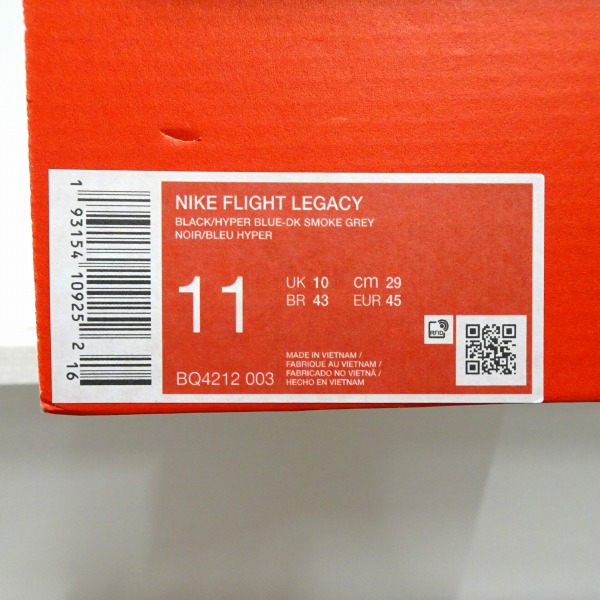 NIKE FLIGHT LEGACY
BLACK/HYPER BLUE-DK SMOKE GREY
NOIR/BLEU HYPER
11
UK 10 cm 29
BR 43 EUR 45
BQ4212 003
MADE IN VIETNAM /
FABRIQUE AU VIETNAM /
FABRICADO NO VIETNÃ /
HECHO EN VIETNAM
RFID
1 93154 10925 2 16